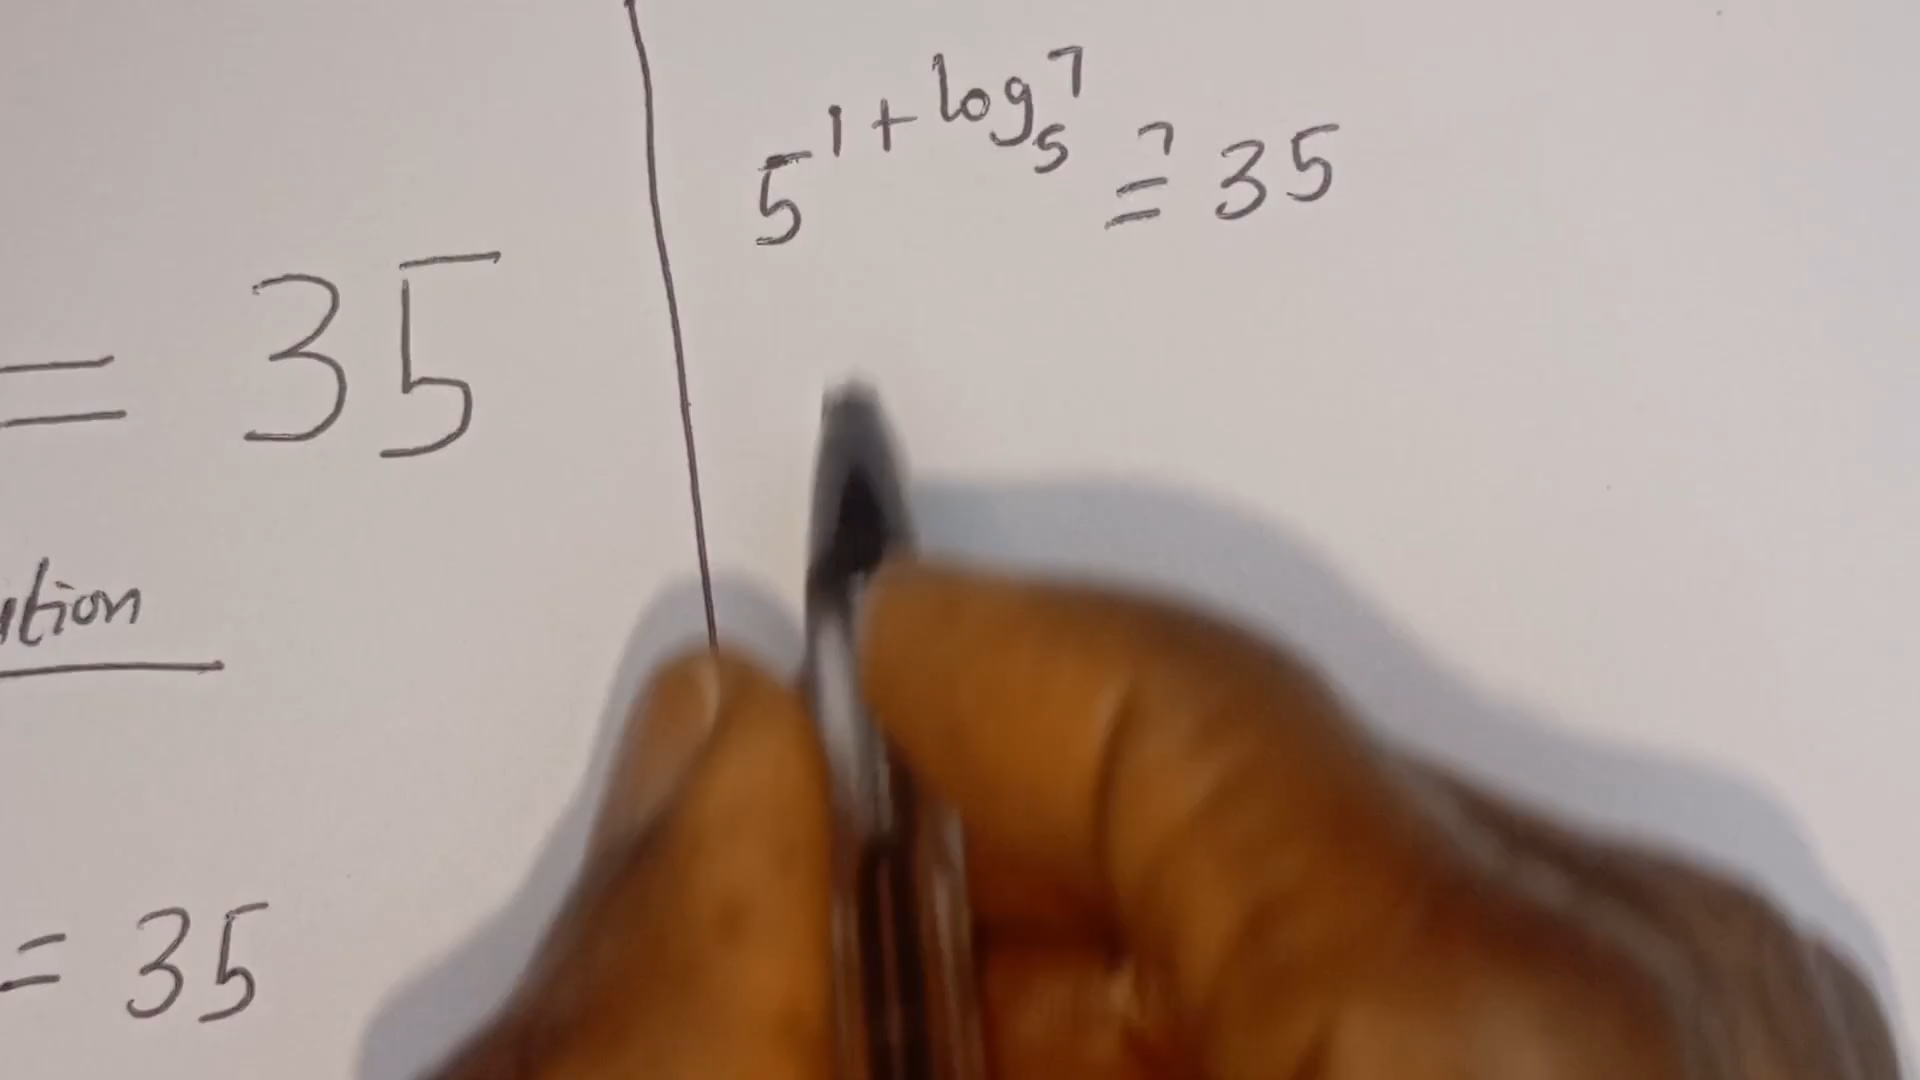 = 35
ution
= 35
5^{1 + log_5 7} ≟ 35